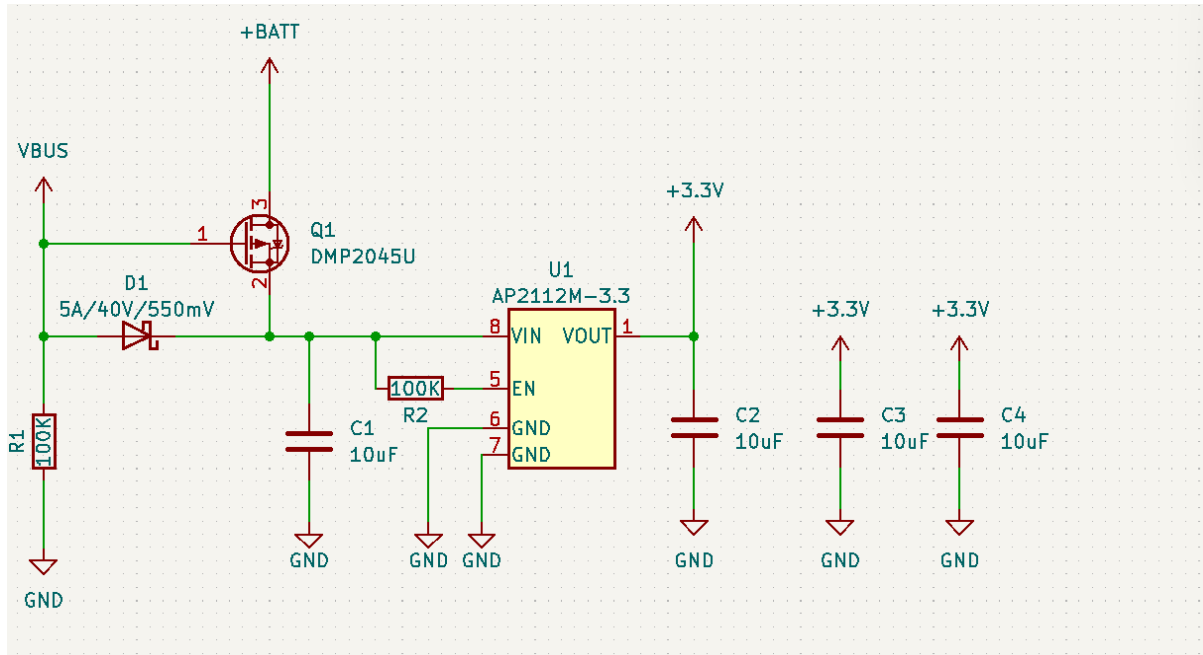 +BATT
VBUS
3
1
Q1
DMP2045U
2
D1
5A/40V/550mV
U1
AP2112M-3.3
8
VIN
VOUT
1
+3.3V
+3.3V
+3.3V
100K
R2
5
EN
6
GND
7
GND
R1
100K
C1
10uF
C2
10uF
C3
10uF
C4
10uF
GND
GND
GND
GND
GND
GND
GND